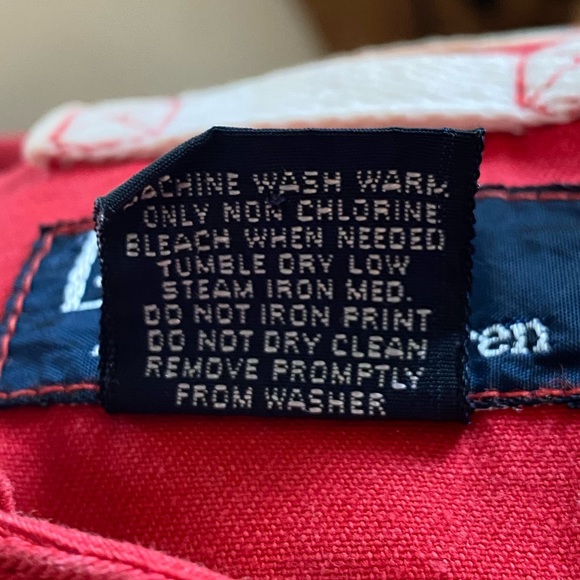 MACHINE WASH WARM
ONLY NON CHLORINE
BLEACH WHEN NEEDED
TUMBLE DRY LOW
STEAM IRON MED.
DO NOT IRON PRINT
DO NOT DRY CLEAN
REMOVE PROMPTLY
FROM WASHER
ren